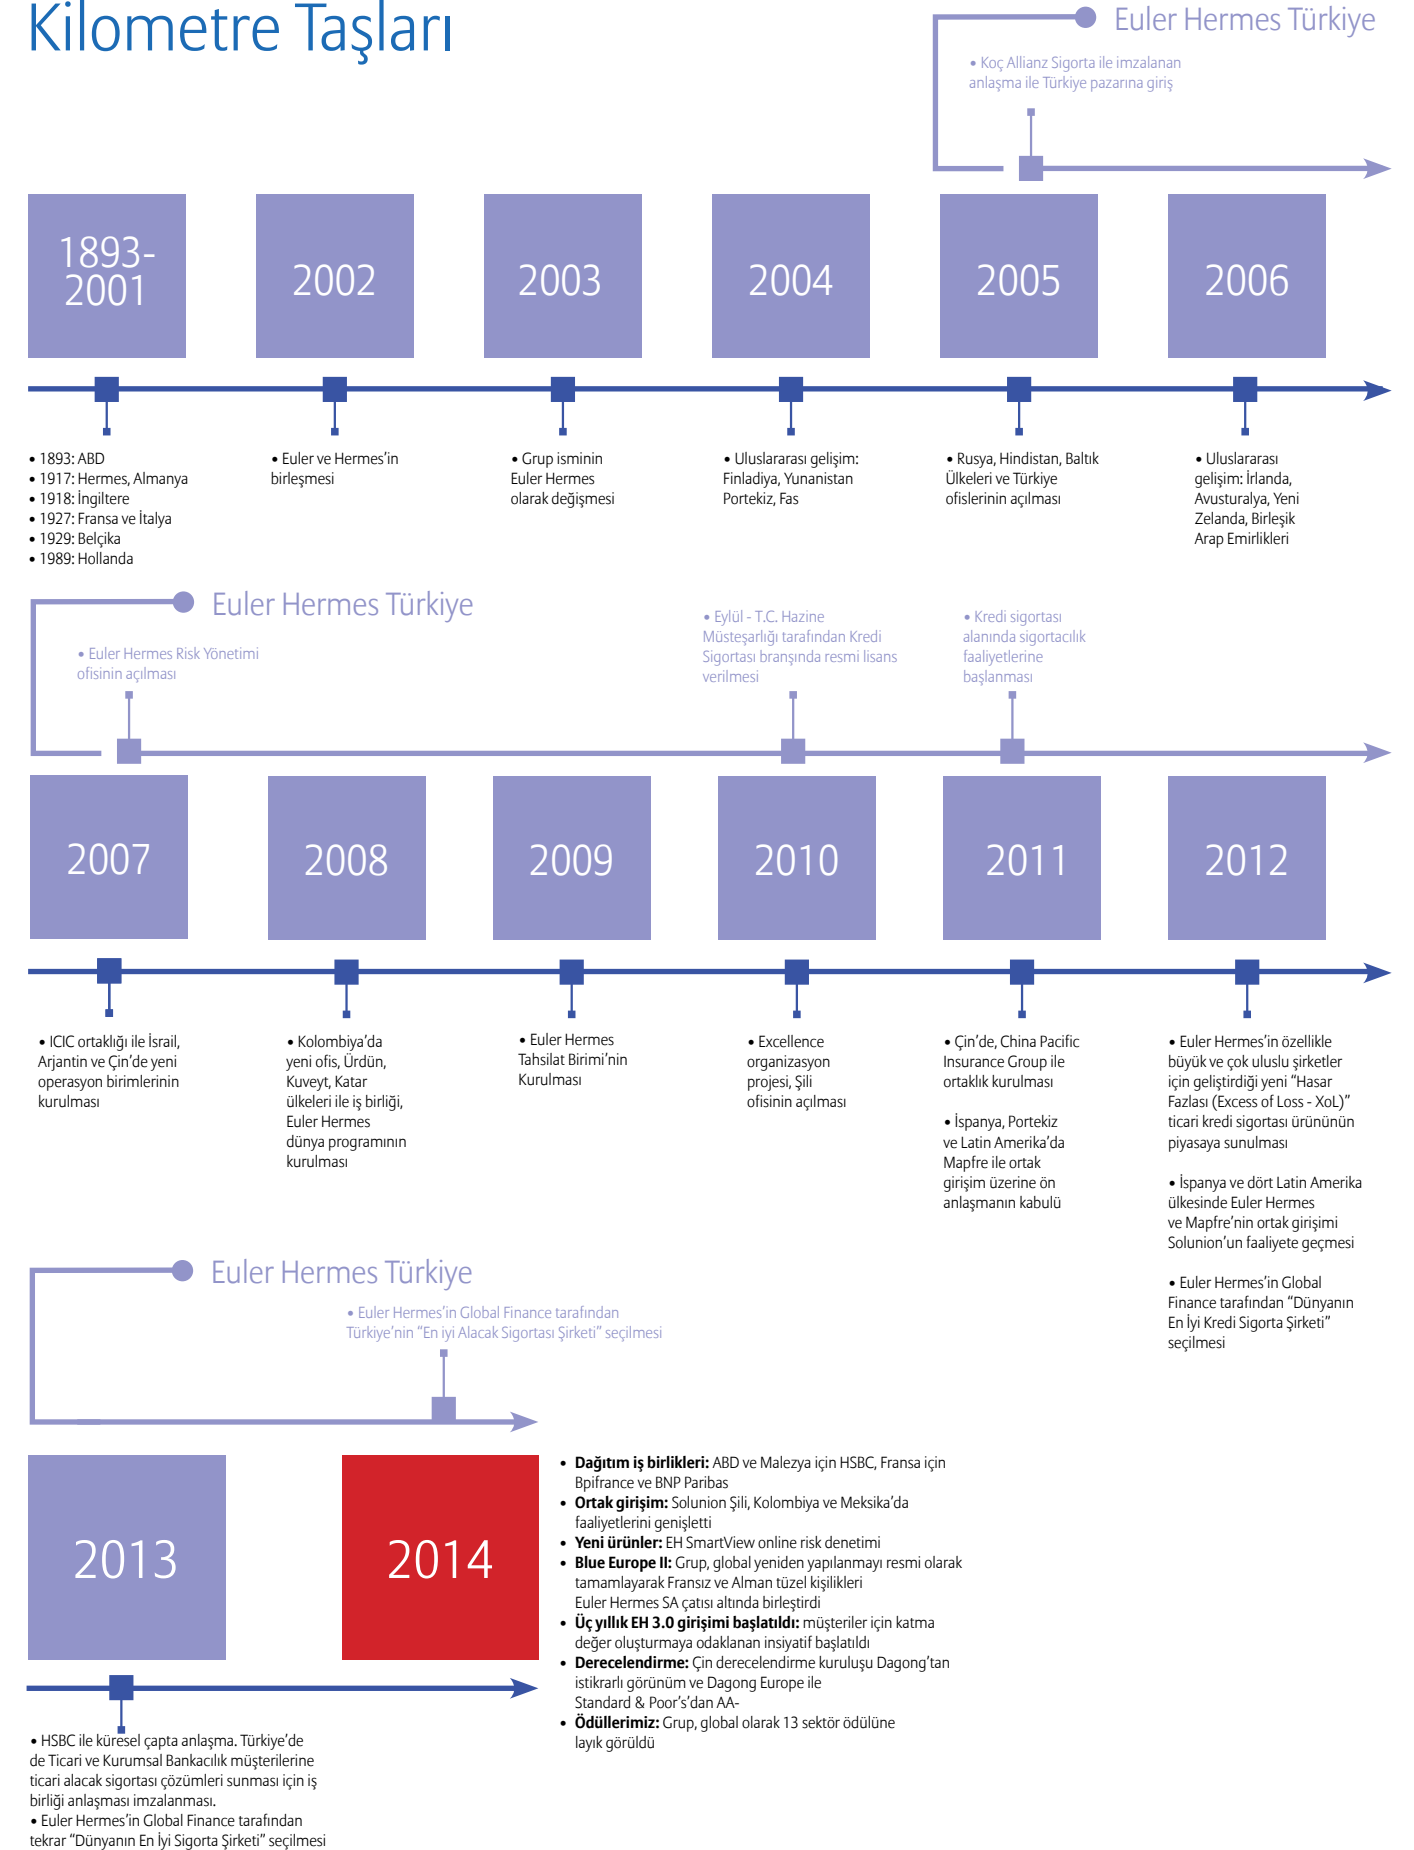 Kilometre Taşları
Euler Hermes Türkiye
• Koç Allianz Sigorta ile imzalanan
anlaşma ile Türkiye pazarına giriş
1893-
2001
2002
2003
2004
2005
2006
• 1893: ABD
• 1917: Hermes, Almanya
• 1918: İngiltere
• 1927: Fransa ve İtalya
• 1929: Belçika
• 1989: Hollanda
• Euler ve Hermes’in
birleşmesi
• Grup isminin
Euler Hermes
olarak değişmesi
• Uluslararası gelişim:
Finladiya, Yunanistan
Portekiz, Fas
• Rusya, Hindistan, Baltık
Ülkeleri ve Türkiye
ofislerinin açılması
• Uluslararası
gelişim: İrlanda,
Avusturalya, Yeni
Zelanda, Birleşik
Arap Emirlikleri
Euler Hermes Türkiye
• Euler Hermes Risk Yönetimi
ofisinin açılması
• Eylül - T.C. Hazine
Müsteşarlığı tarafından Kredi
Sigortası branşında resmi lisans
verilmesi
• Kredi sigortası
alanında sigortacılık
faaliyetlerine
başlanması
2007
2008
2009
2010
2011
2012
• ICIC ortaklığı ile İsrail,
Arjantin ve Çin’de yeni
operasyon birimlerinin
kurulması
• Kolombiya’da
yeni ofis, Ürdün,
Kuveyt, Katar
ülkeleri ile iş birliği,
Euler Hermes
dünya programının
kurulması
• Euler Hermes
Tahsilat Birimi’nin
Kurulması
• Excellence
organizasyon
projesi, Şili
ofisinin açılması
• Çin’de, China Pacific
Insurance Group ile
ortaklık kurulması
• İspanya, Portekiz
ve Latin Amerika’da
Mapfre ile ortak
girişim üzerine ön
anlaşmanın kabulü
• Euler Hermes’in özellikle
büyük ve çok uluslu şirketler
için geliştirdiği yeni “Hasar
Fazlası (Excess of Loss - XoL)”
ticari kredi sigortası ürününün
piyasaya sunulması
• İspanya ve dört Latin Amerika
ülkesinde Euler Hermes
ve Mapfre’nin ortak girişimi
Solunion’un faaliyete geçmesi
• Euler Hermes’in Global
Finance tarafından “Dünyanın
En İyi Kredi Sigorta Şirketi”
seçilmesi
Euler Hermes Türkiye
• Euler Hermes’in Global Finance tarafından
Türkiye’nin “En iyi Alacak Sigortası Şirketi” seçilmesi
2013
2014
• HSBC ile küresel çapta anlaşma. Türkiye’de
de Ticari ve Kurumsal Bankacılık müşterilerine
ticari alacak sigortası çözümleri sunması için iş
birliği anlaşması imzalanması.
• Euler Hermes’in Global Finance tarafından
tekrar “Dünyanın En İyi Sigorta Şirketi” seçilmesi
• Dağıtım iş birlikleri: ABD ve Malezya için HSBC, Fransa için
Bpifrance ve BNP Paribas
• Ortak girişim: Solunion Şili, Kolombiya ve Meksika’da
faaliyetlerini genişletti
• Yeni ürünler: EH SmartView online risk denetimi
• Blue Europe II: Grup, global yeniden yapılanmayı resmi olarak
tamamlayarak Fransız ve Alman tüzel kişilikleri
Euler Hermes SA çatısı altında birleştirdi
• Üç yıllık EH 3.0 girişimi başlatıldı: müşteriler için katma
değer oluşturmaya odaklanan insiyatif başlatıldı
• Derecelendirme: Çin derecelendirme kuruluşu Dagong’tan
istikrarlı görünüm ve Dagong Europe ile
Standard & Poor’s’dan AA-
• Ödüllerimiz: Grup, global olarak 13 sektör ödülüne
layık görüldü